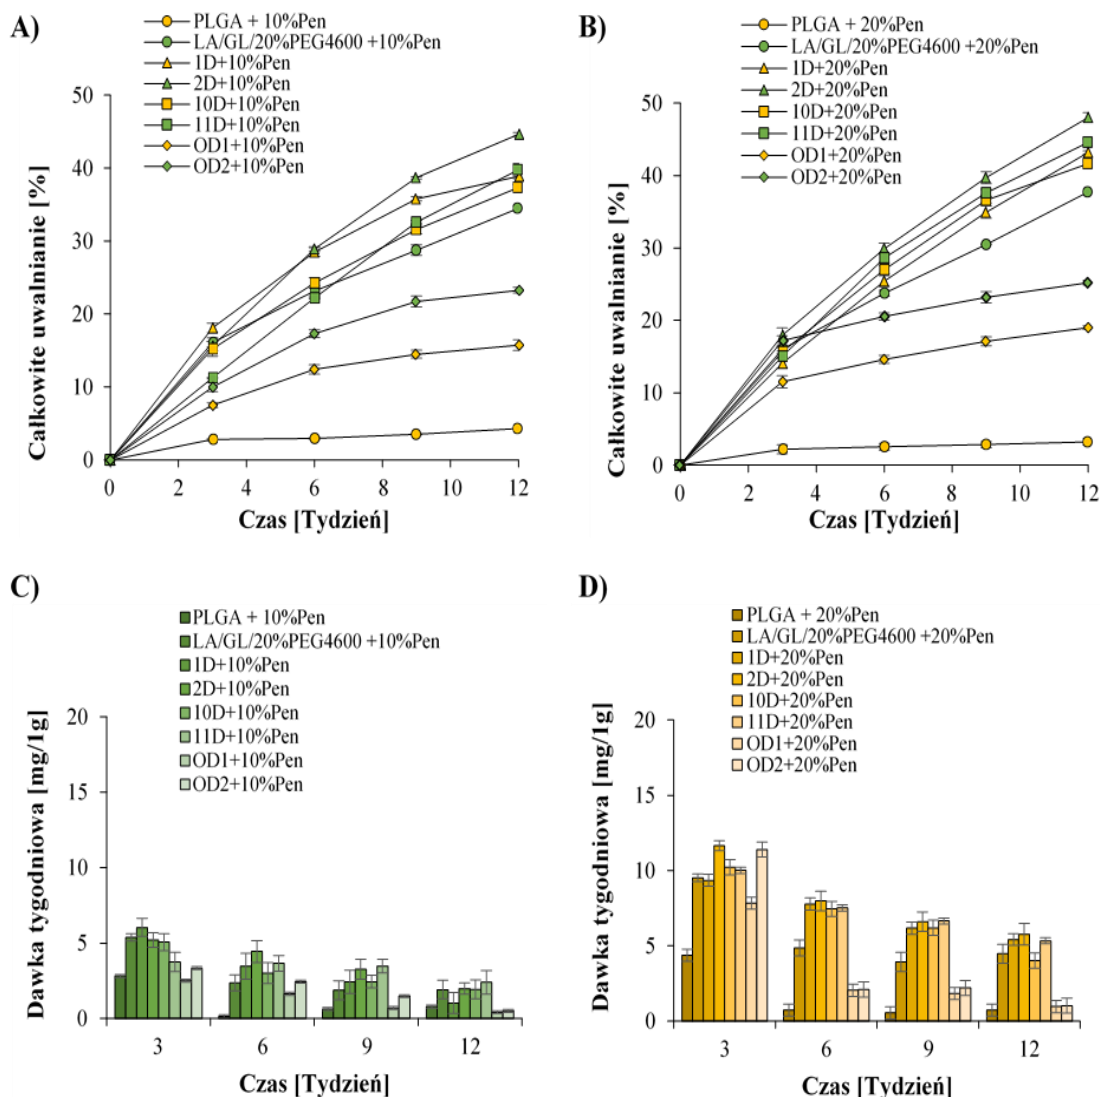 A)
PLGA + 10%Pen
LA/GL/20%PEG4600 +10%Pen
1D+10%Pen
2D+10%Pen
10D+10%Pen
11D+10%Pen
OD1+10%Pen
OD2+10%Pen
Całkowite uwalnianie [%]
50
40
30
20
10
0
0
2
4
6
8
10
12
Czas [Tydzień]
B)
PLGA + 20%Pen
LA/GL/20%PEG4600 +20%Pen
1D+20%Pen
2D+20%Pen
10D+20%Pen
11D+20%Pen
OD1+20%Pen
OD2+20%Pen
Całkowite uwalnianie [%]
50
40
30
20
10
0
0
2
4
6
8
10
12
Czas [Tydzień]
C)
PLGA + 10%Pen
LA/GL/20%PEG4600 +10%Pen
1D+10%Pen
2D+10%Pen
10D+10%Pen
11D+10%Pen
OD1+10%Pen
OD2+10%Pen
Dawka tygodniowa [mg/1g]
20
15
10
5
0
3
6
9
12
Czas [Tydzień]
D)
PLGA + 20%Pen
LA/GL/20%PEG4600 +20%Pen
1D+20%Pen
2D+20%Pen
10D+20%Pen
11D+20%Pen
OD1+20%Pen
OD2+20%Pen
Dawka tygodniowa [mg/1g]
20
15
10
5
0
3
6
9
12
Czas [Tydzień]